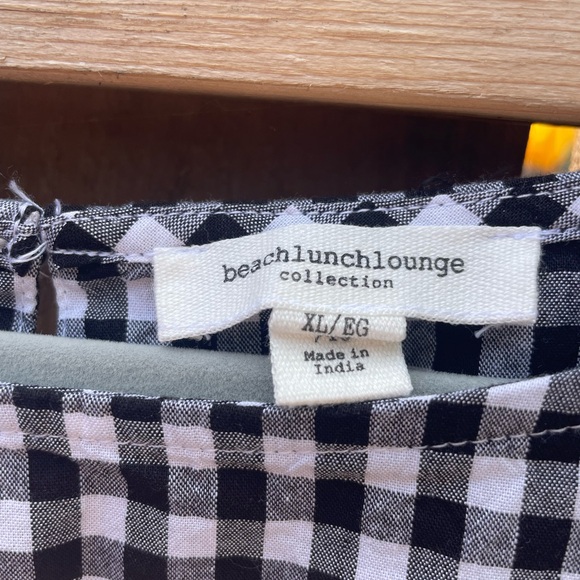 beachlunchlounge
collection
XL/EG
Made in
India